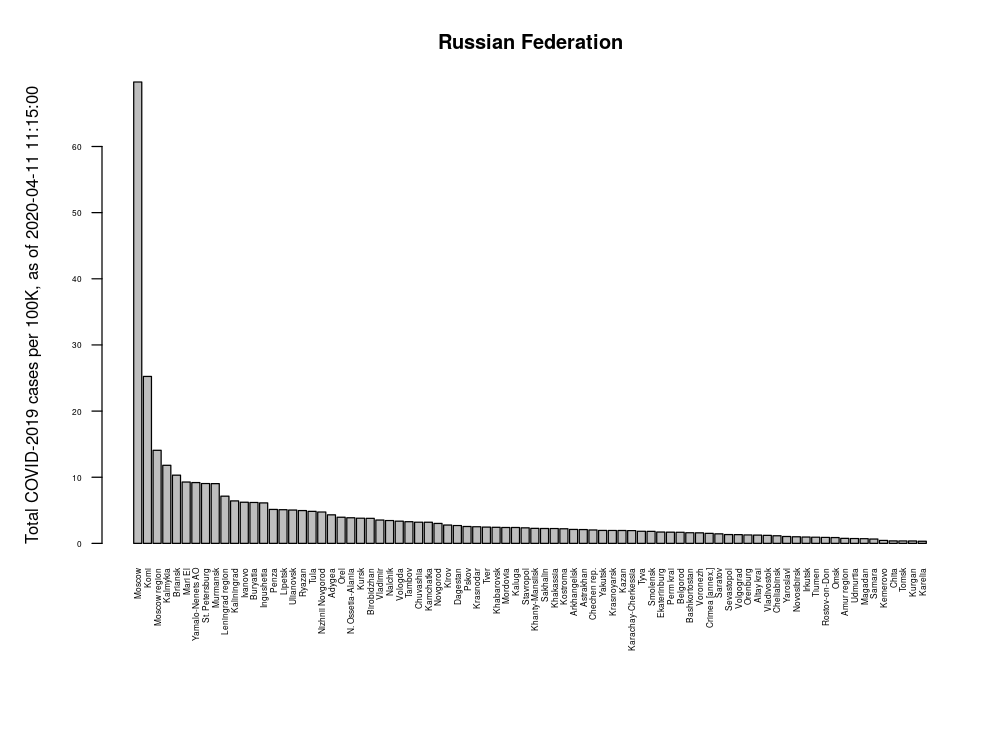 Russian Federation
Total COVID-2019 cases per 100K, as of 2020-04-11 11:15:00
60
50
40
30
20
10
0
Moscow
Komi
Moscow region
Kalmykia
Briansk
Mari El
Yamalo-Nenets AO
St. Petersburg
Murmansk
Leningrad region
Kaliningrad
Ivanovo
Buryatia
Ingushetia
Penza
Lipetsk
Ulianovsk
Ryazan
Tula
Nizhnii Novgorod
Adygea
Orel
N. Ossetia-Alania
Kursk
Birobidzhan
Vladimir
Nalchik
Vologda
Tambov
Chuvashia
Kamchatka
Novgorod
Kirov
Dagestan
Pskov
Krasnodar
Tver
Khabarovsk
Mordovia
Kaluga
Stavropol
Khanty-Mansiisk
Sakhalin
Khakassia
Kostroma
Arkhangelsk
Astrakhan
Chechen rep.
Yakutsk
Krasnoyarsk
Kazan
Karachay-Cherkessia
Tyva
Smolensk
Ekaterinburg
Perm krai
Belgorod
Bashkortostan
Voronezh
Crimea [annex.]
Saratov
Sevastopol
Volgograd
Orenburg
Altay krai
Vladivostok
Cheliabinsk
Yaroslavl
Novosibirsk
Irkutsk
Tiumen
Rostov-on-Don
Omsk
Amur region
Udmurtia
Magadan
Samara
Kemerovo
Chita
Tomsk
Kurgan
Karelia